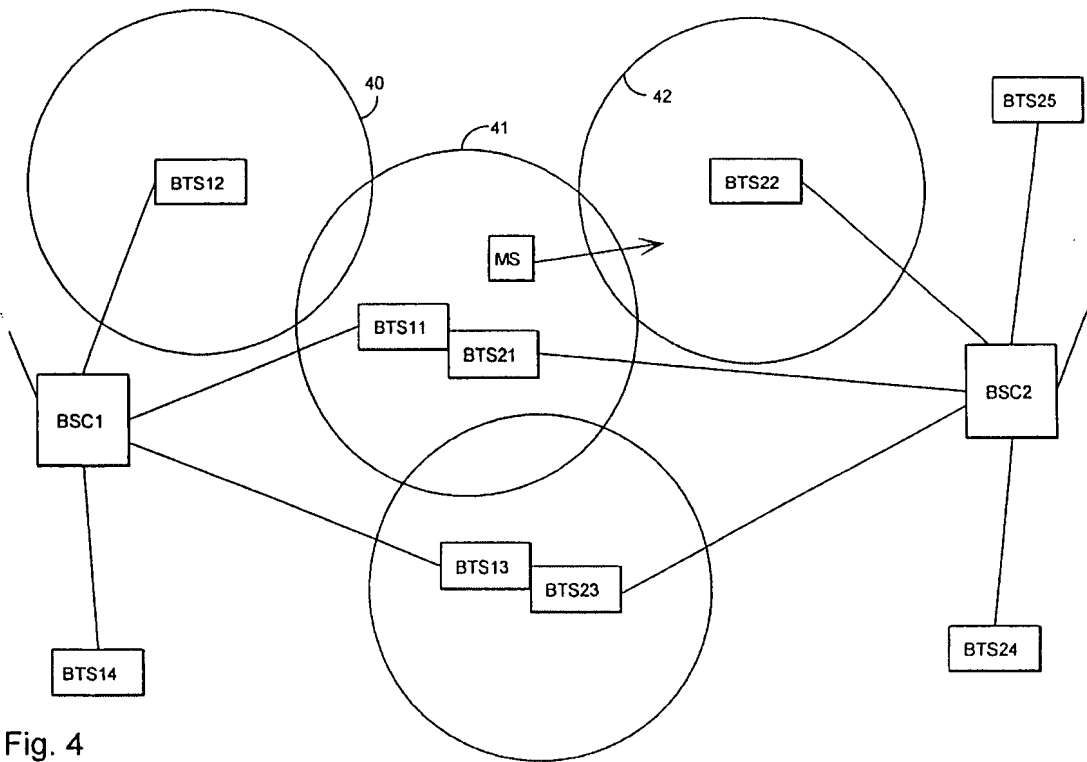 40
42
BTS25
41
BTS12
BTS22
MS
BTS11
BTS21
BSC1
BSC2
BTS13
BTS23
BTS14
BTS24
Fig. 4